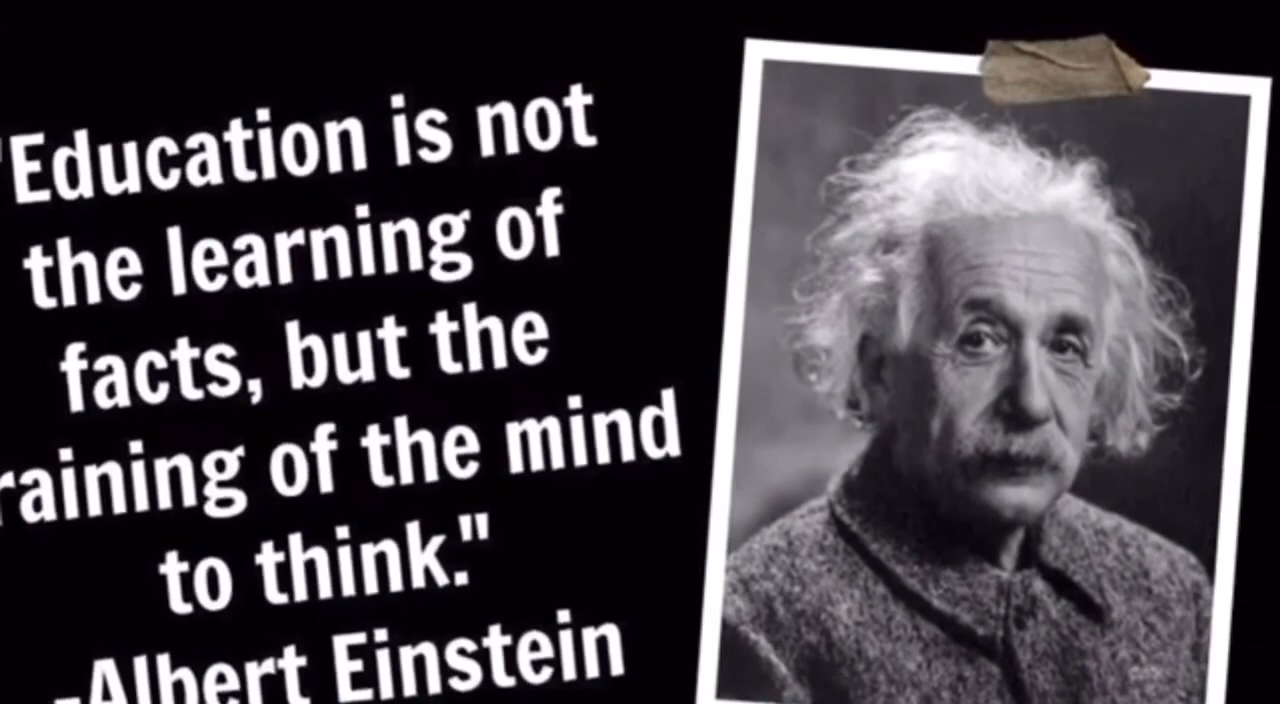 "Education is not
the learning of
facts, but the
raining of the mind
to think."
-Albert Einstein